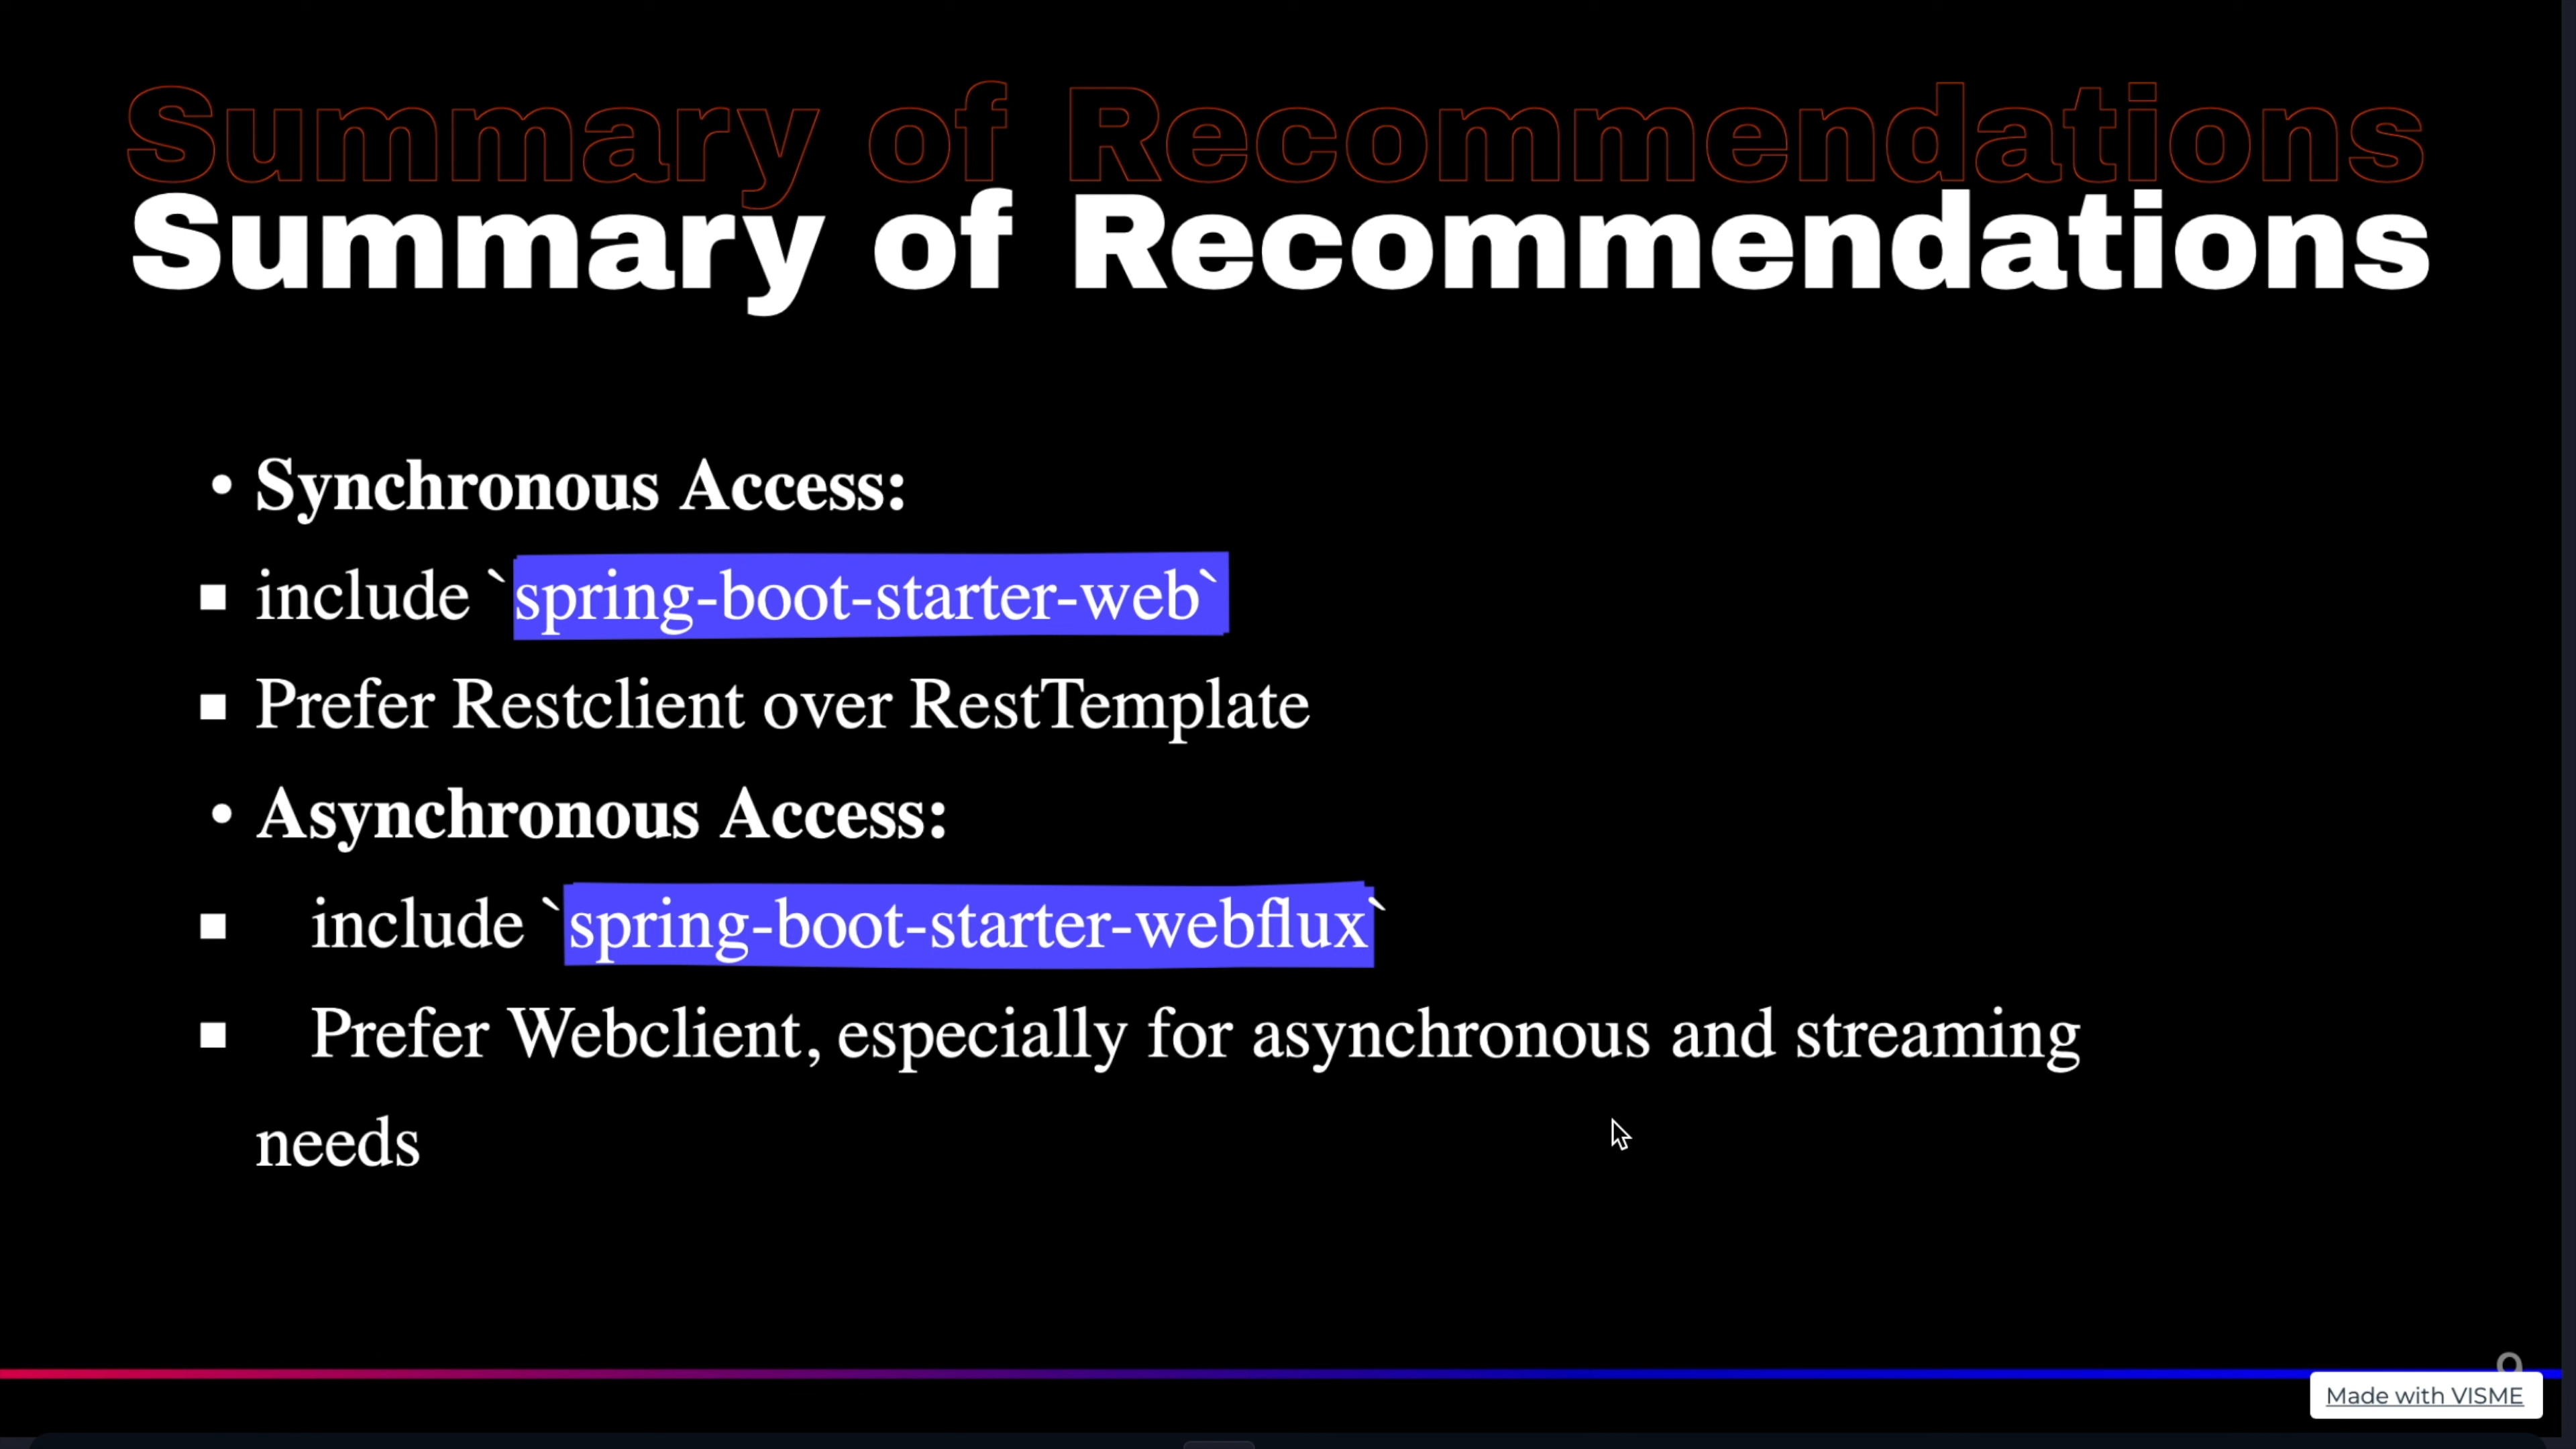 Summary of Recommendations
Summary of Recommendations
• Synchronous Access:
▪ include `spring-boot-starter-web`
▪ Prefer Restclient over RestTemplate
• Asynchronous Access:
▪ include `spring-boot-starter-webflux`
▪ Prefer Webclient, especially for asynchronous and streaming
needs
Made with VISME